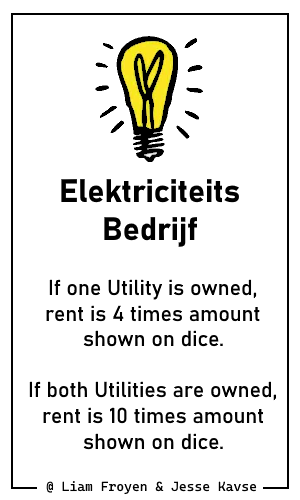 Elektriciteits
Bedrijf
If one Utility is owned,
rent is 4 times amount
shown on dice.
If both Utilities are owned,
rent is 10 times amount
shown on dice.
@ Liam Froyen & Jesse Kavse